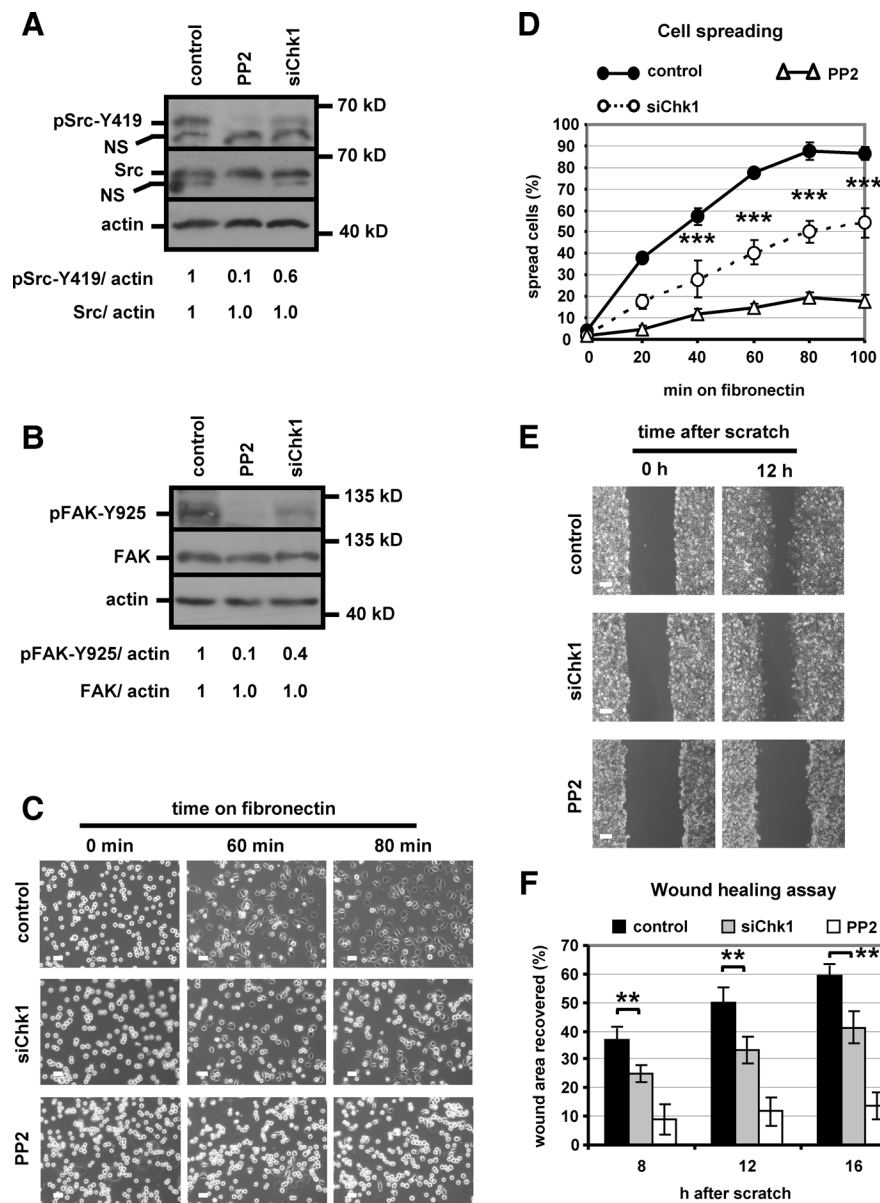 A
control
PP2
siChk1
pSrc-Y419
NS
Src
NS
actin
70 kD
70 kD
40 kD
pSrc-Y419/ actin 1 0.1 0.6
Src/ actin 1 1.0 1.0
B
control
PP2
siChk1
pFAK-Y925
FAK
actin
135 kD
135 kD
40 kD
pFAK-Y925/ actin 1 0.1 0.4
FAK/ actin 1 1.0 1.0
C
time on fibronectin
0 min 60 min 80 min
control
siChk1
PP2
D
Cell spreading
control PP2
siChk1
spread cells (%)
100
90
80
70
60
50
40
30
20
10
0
*** *** *** ***
0 20 40 60 80 100
min on fibronectin
E
time after scratch
0 h 12 h
control
siChk1
PP2
F
Wound healing assay
control siChk1 PP2
wound area recovered (%)
70
60
50
40
30
20
10
0
** ** **
8 12 16
h after scratch